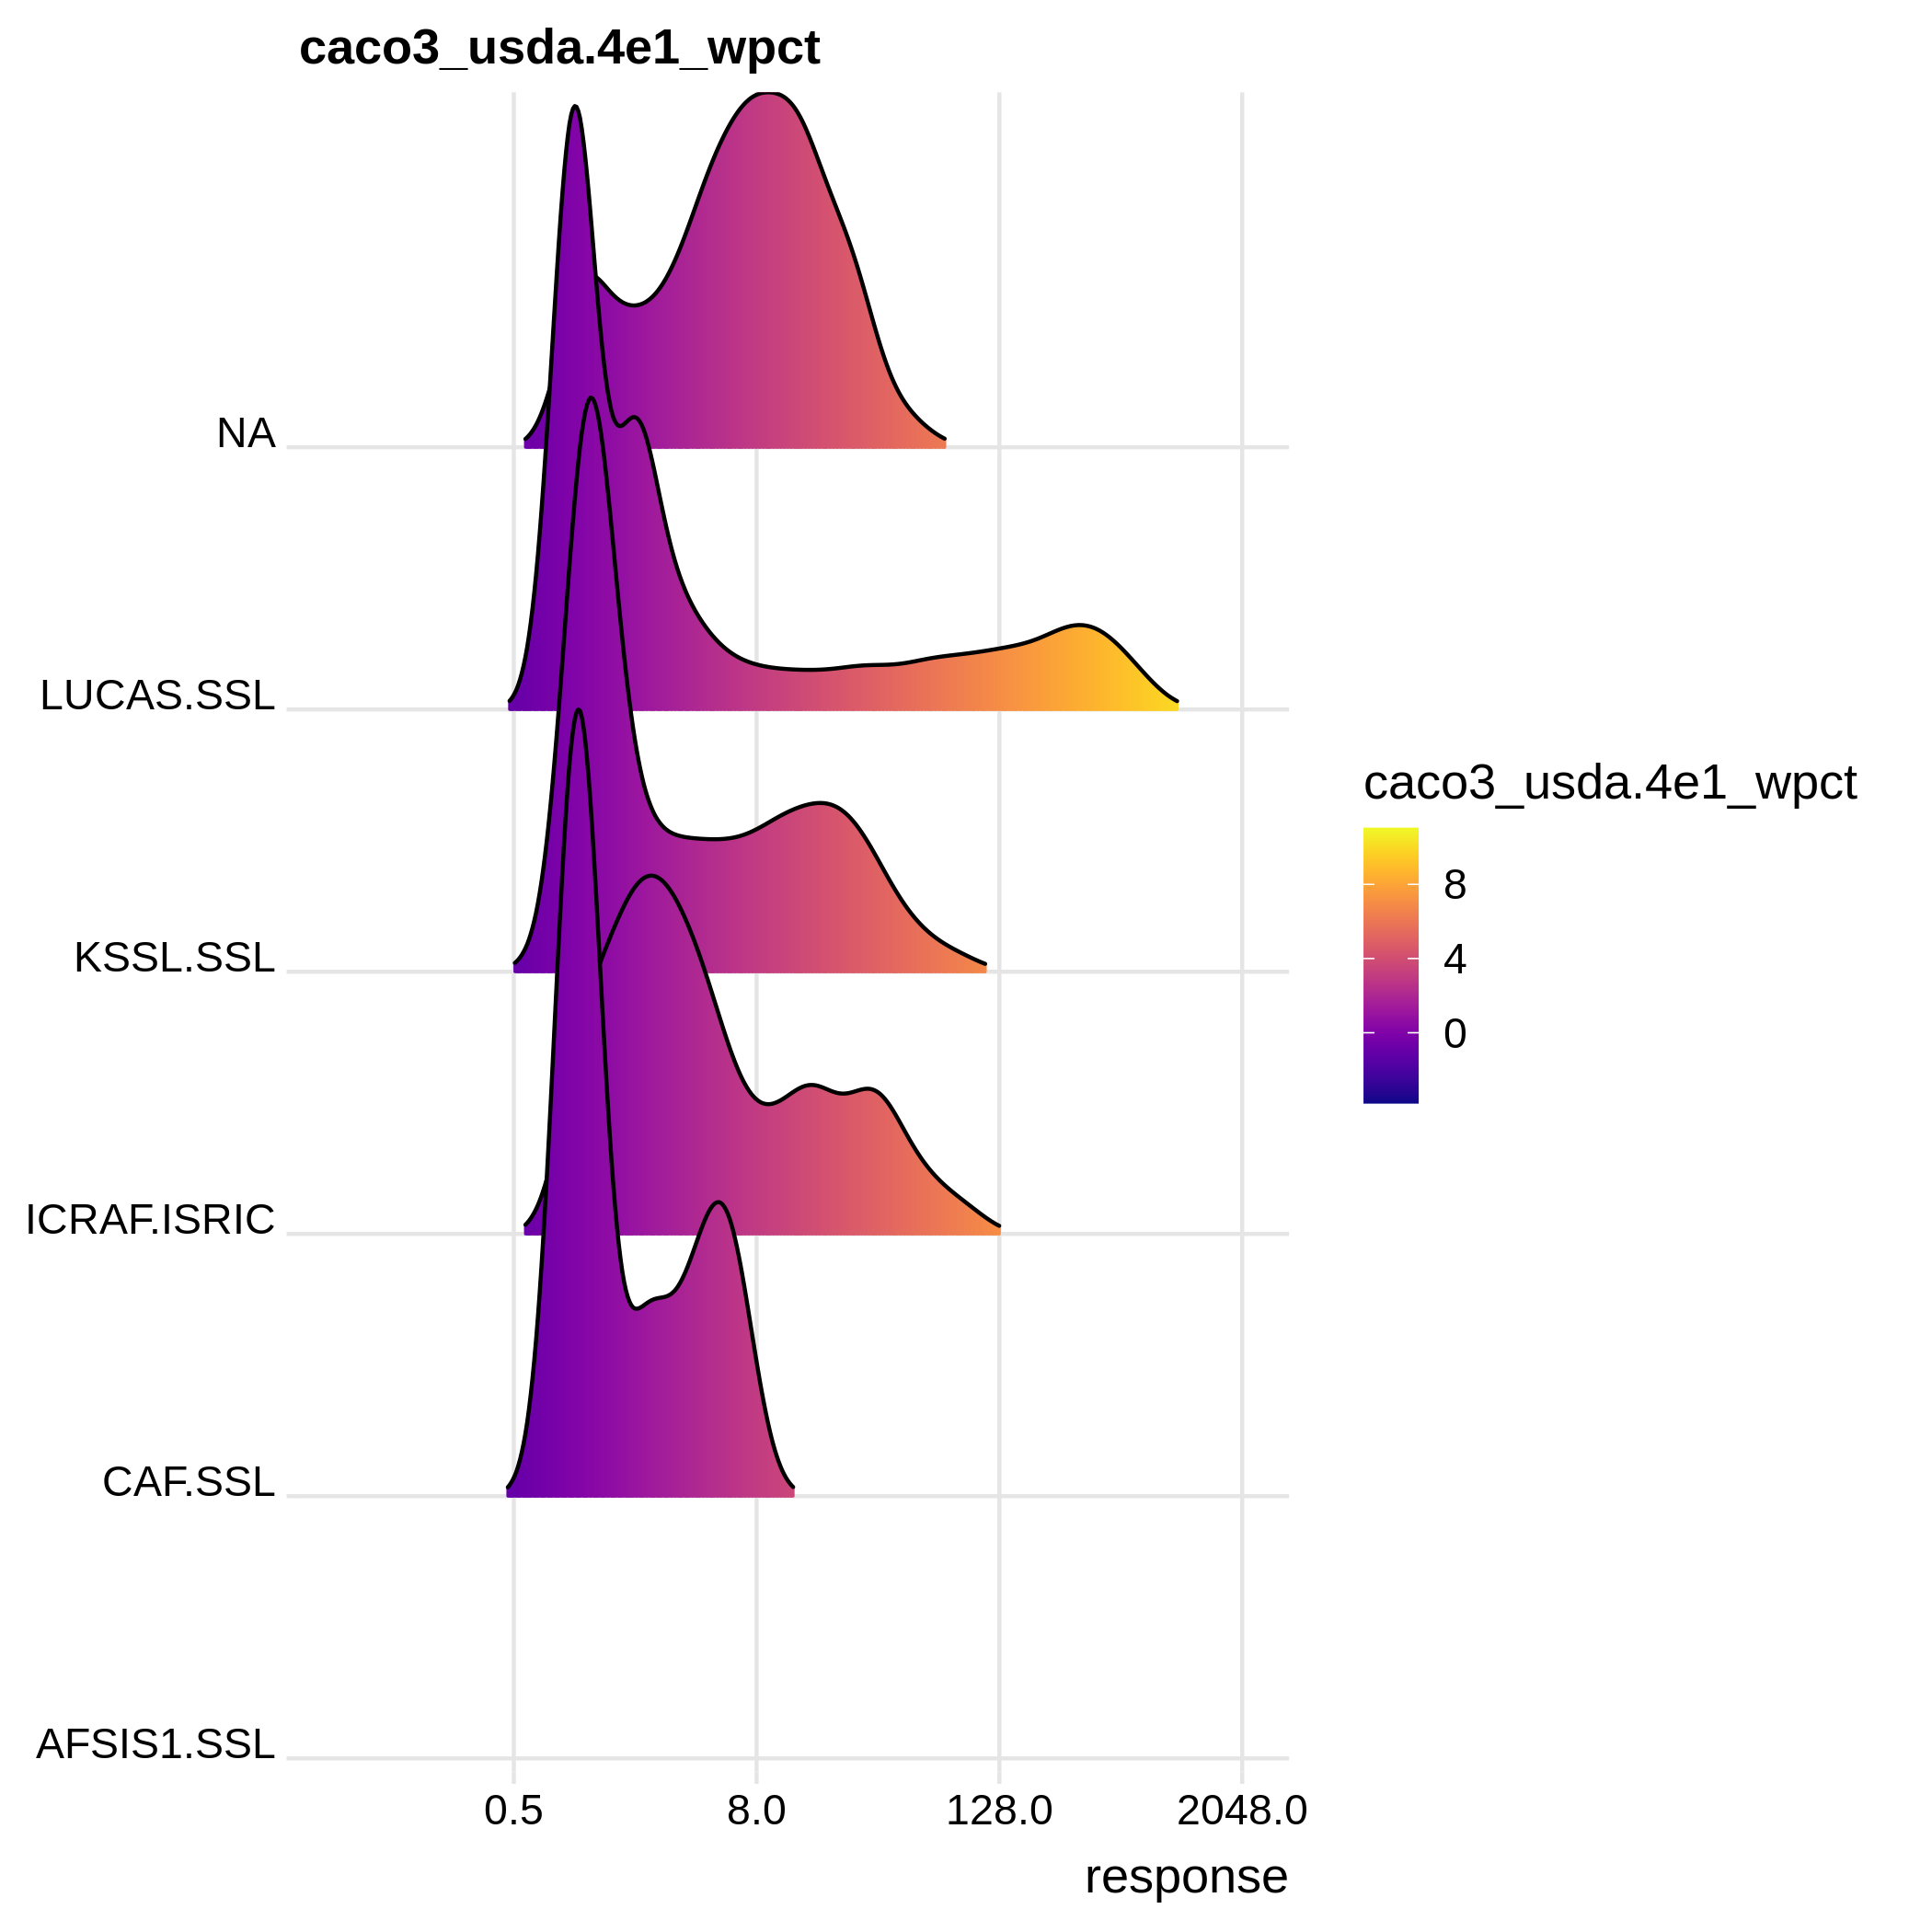 caco3_usda.4e1_wpct
NA
LUCAS.SSL
KSSL.SSL
ICRAF.ISRIC
CAF.SSL
AFSIS1.SSL
0.5 8.0 128.0 2048.0
response
caco3_usda.4e1_wpct
8
4
0